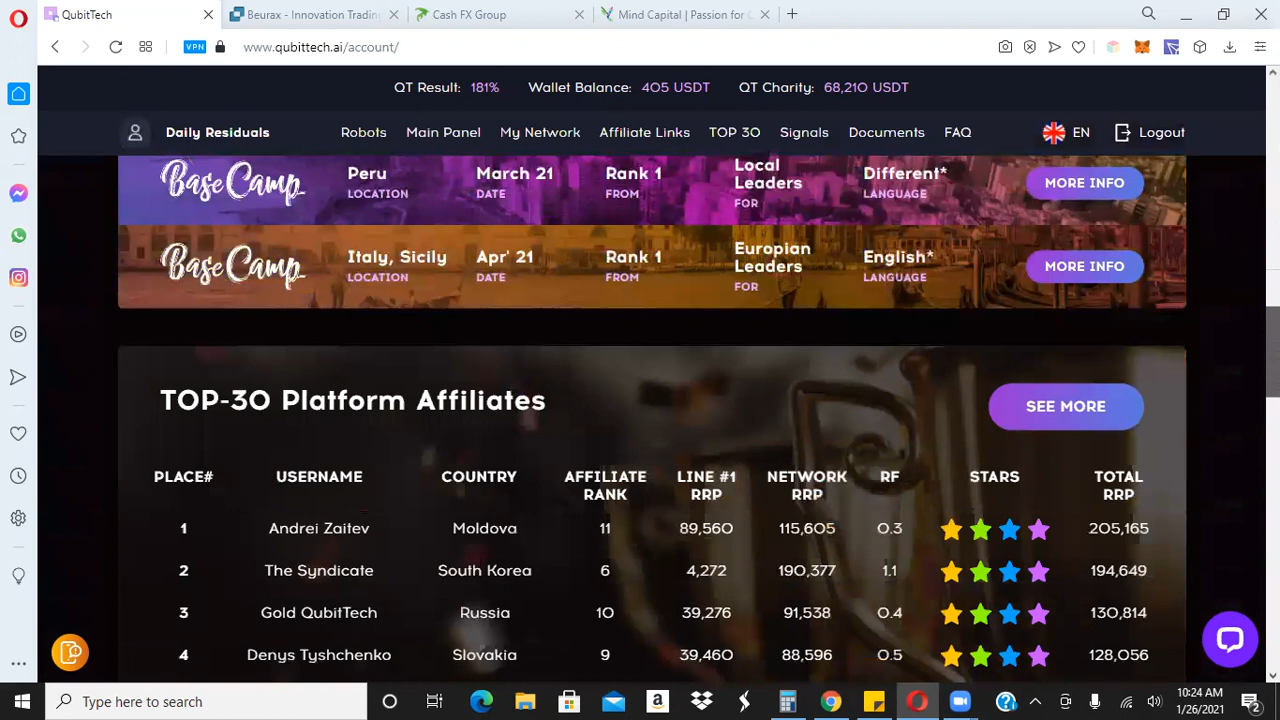 QubitTech
Beurax - Innovation Trading
Cash FX Group
Mind Capital | Passion for C
VPN
www.qubittech.ai/account/
QT Result: 181% Wallet Balance: 405 USDT QT Charity: 68,210 USDT
Daily Residuals Robots Main Panel My Network Affiliate Links TOP 30 Signals Documents FAQ EN Logout
Base Camp
Peru
LOCATION
March 21
DATE
Rank 1
FROM
Local
Leaders
FOR
Different*
LANGUAGE
MORE INFO
Base Camp
Italy, Sicily
LOCATION
Apr' 21
DATE
Rank 1
FROM
Europian
Leaders
FOR
English*
LANGUAGE
MORE INFO
TOP-30 Platform Affiliates
SEE MORE
PLACE# USERNAME COUNTRY AFFILIATE RANK LINE #1 RRP NETWORK RRP RF STARS TOTAL RRP
1 Andrei Zaitev Moldova 11 89,560 115,605 0.3 205,165
2 The Syndicate South Korea 6 4,272 190,377 1.1 194,649
3 Gold QubitTech Russia 10 39,276 91,538 0.4 130,814
4 Denys Tyshchenko Slovakia 9 39,460 88,596 0.5 128,056
Type here to search
10:24 AM
1/26/2021
2